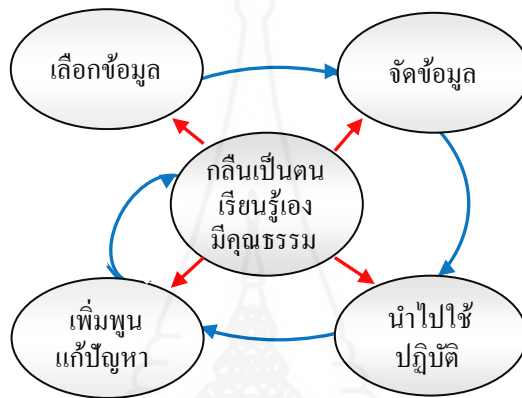 เลือกข้อมูล
จัดข้อมูล
กลืนเป็นตน
เรียนรู้เอง
มีคุณธรรม
เพิ่มพูน
แก้ปัญหา
นำไปใช้
ปฏิบัติ